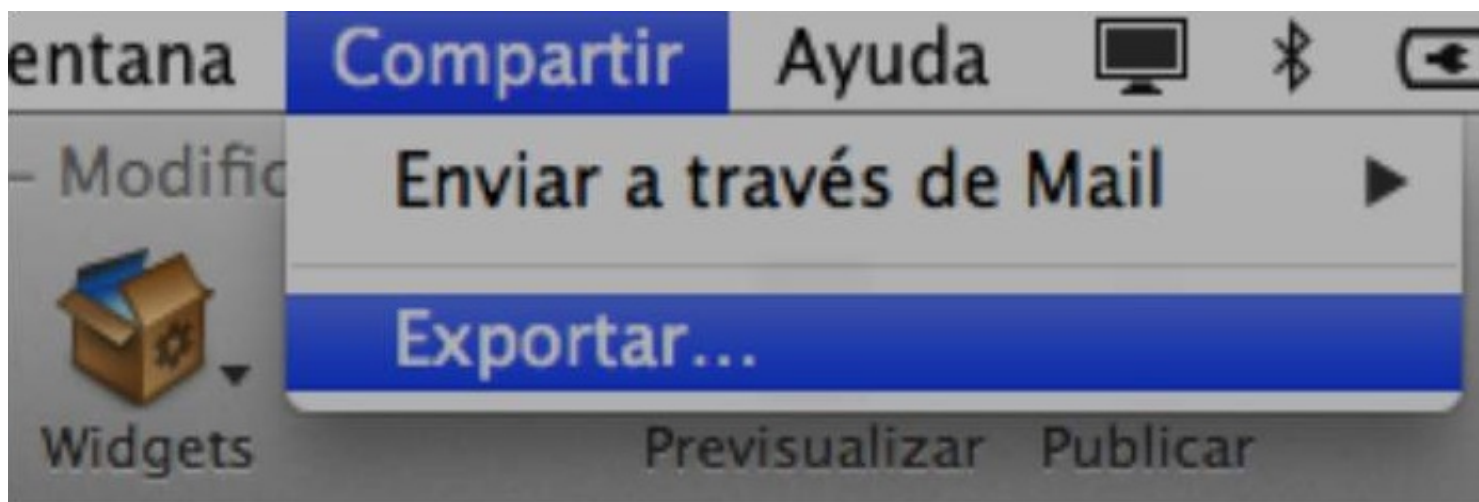 entana Compartir Ayuda
– Modific
Enviar a través de Mail
Exportar...
Widgets Previsualizar Publicar